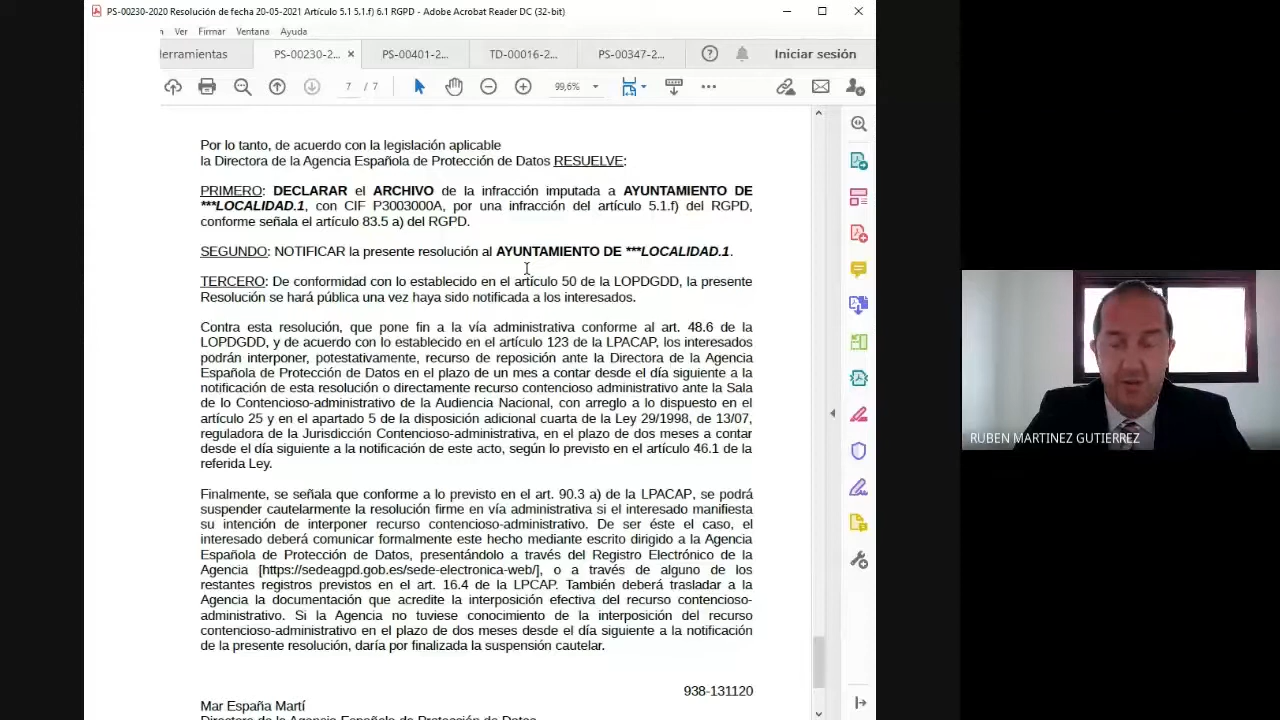 PS-00230-2020 Resolución de fecha 20-05-2021 Artículo 5.1 5.1.f) 6.1 RGPD - Adobe Acrobat Reader DC (32-bit)
Ver Firmar Ventana Ayuda
erramientas PS-00230-2... PS-00401-2... TD-00016-2... PS-00347-2... Iniciar sesión
7 / 7 99,6%
Por lo tanto, de acuerdo con la legislación aplicable
la Directora de la Agencia Española de Protección de Datos RESUELVE:
PRIMERO: DECLARAR el ARCHIVO de la infracción imputada a AYUNTAMIENTO DE
***LOCALIDAD.1, con CIF P3003000A, por una infracción del artículo 5.1.f) del RGPD,
conforme señala el artículo 83.5 a) del RGPD.
SEGUNDO: NOTIFICAR la presente resolución al AYUNTAMIENTO DE ***LOCALIDAD.1.
TERCERO: De conformidad con lo establecido en el artículo 50 de la LOPDGDD, la presente
Resolución se hará pública una vez haya sido notificada a los interesados.
Contra esta resolución, que pone fin a la vía administrativa conforme al art. 48.6 de la
LOPDGDD, y de acuerdo con lo establecido en el artículo 123 de la LPACAP, los interesados
podrán interponer, potestativamente, recurso de reposición ante la Directora de la Agencia
Española de Protección de Datos en el plazo de un mes a contar desde el día siguiente a la
notificación de esta resolución o directamente recurso contencioso administrativo ante la Sala
de lo Contencioso-administrativo de la Audiencia Nacional, con arreglo a lo dispuesto en el
artículo 25 y en el apartado 5 de la disposición adicional cuarta de la Ley 29/1998, de 13/07,
reguladora de la Jurisdicción Contencioso-administrativa, en el plazo de dos meses a contar
desde el día siguiente a la notificación de este acto, según lo previsto en el artículo 46.1 de la
referida Ley.
Finalmente, se señala que conforme a lo previsto en el art. 90.3 a) de la LPACAP, se podrá
suspender cautelarmente la resolución firme en vía administrativa si el interesado manifiesta
su intención de interponer recurso contencioso-administrativo. De ser éste el caso, el
interesado deberá comunicar formalmente este hecho mediante escrito dirigido a la Agencia
Española de Protección de Datos, presentándolo a través del Registro Electrónico de la
Agencia [https://sedeagpd.gob.es/sede-electronica-web/], o a través de alguno de los
restantes registros previstos en el art. 16.4 de la LPCAP. También deberá trasladar a la
Agencia la documentación que acredite la interposición efectiva del recurso contencioso-
administrativo. Si la Agencia no tuviese conocimiento de la interposición del recurso
contencioso-administrativo en el plazo de dos meses desde el día siguiente a la notificación
de la presente resolución, daría por finalizada la suspensión cautelar.
938-131120
Mar España Martí
Directora de la Agencia Española de Protección de Datos
RUBEN MARTINEZ GUTIERREZ